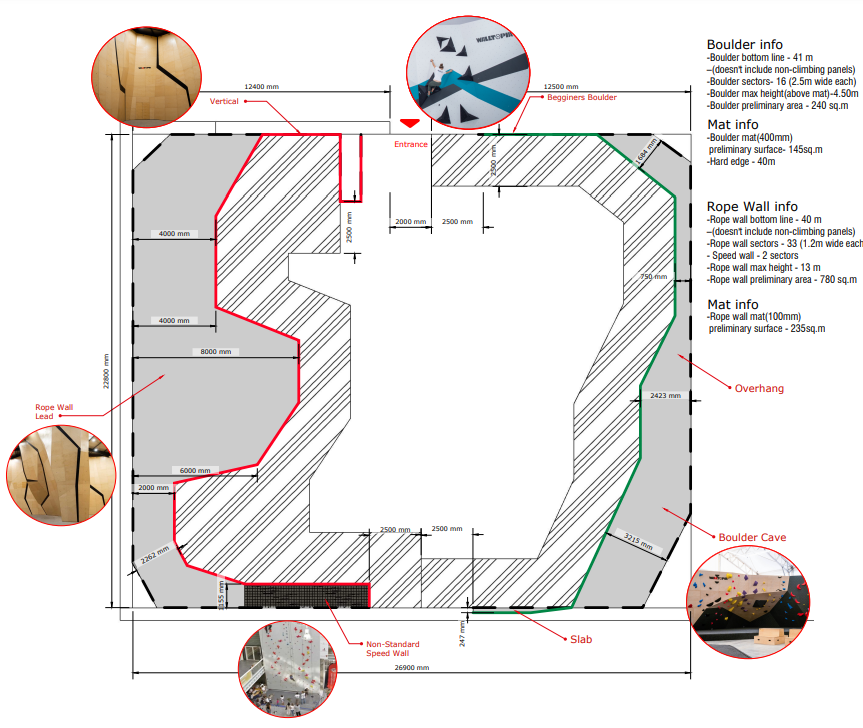 Boulder info
-Boulder bottom line - 41 m
–(doesn't include non-climbing panels)
-Boulder sectors- 16 (2.5m wide each)
-Boulder max height(above mat)-4.50m
-Boulder preliminary area - 240 sq.m
Mat info
-Boulder mat(400mm)
preliminary surface- 145sq.m
-Hard edge - 40m
Rope Wall info
-Rope wall bottom line - 40 m
–(doesn't include non-climbing panels)
-Rope wall sectors - 33 (1.2m wide each
- Speed wall - 2 sectors
-Rope wall max height - 13 m
-Rope wall preliminary area - 780 sq.m
Mat info
-Rope wall mat(100mm)
preliminary surface - 235sq.m
WALLTOPIA
12400 mm
12500 mm
Vertical
Begginers Boulder
Entrance
1684 mm
2500 mm
2500 mm
2000 mm
2500 mm
4000 mm
750 mm
4000 mm
8000 mm
22800 mm
Overhang
2423 mm
Rope Wall
Lead
6000 mm
2000 mm
2500 mm
2500 mm
3215 mm
Boulder Cave
2262 mm
1155 mm
247 mm
Non-Standard
Speed Wall
Slab
26900 mm